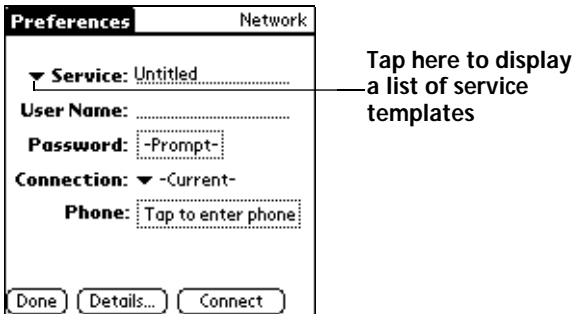 Preferences Network
Service: Untitled
User Name:
Password: -Prompt-
Connection: -Current-
Phone: Tap to enter phone
Done Details... Connect
Tap here to display
a list of service
templates